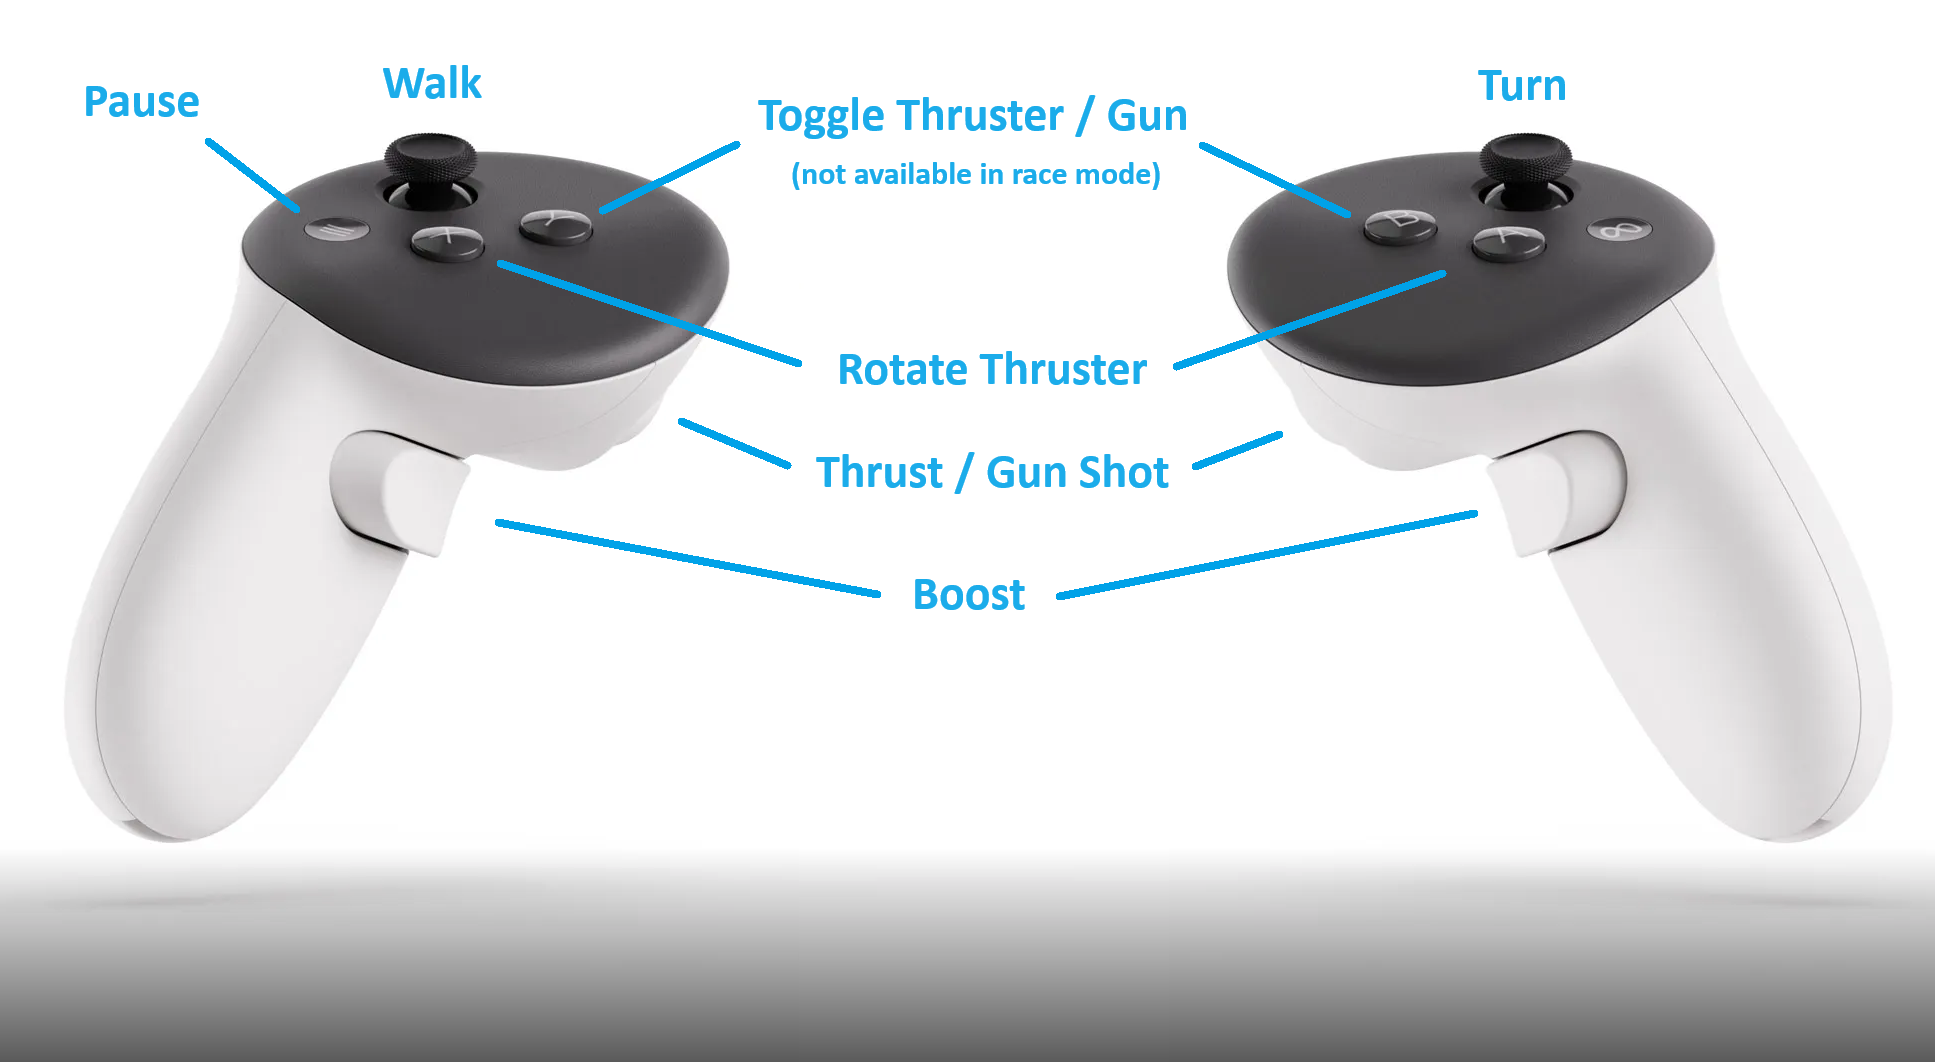 Pause
Walk
Toggle Thruster / Gun
(not available in race mode)
Turn
Y
X
B
A
Rotate Thruster
Thrust / Gun Shot
Boost